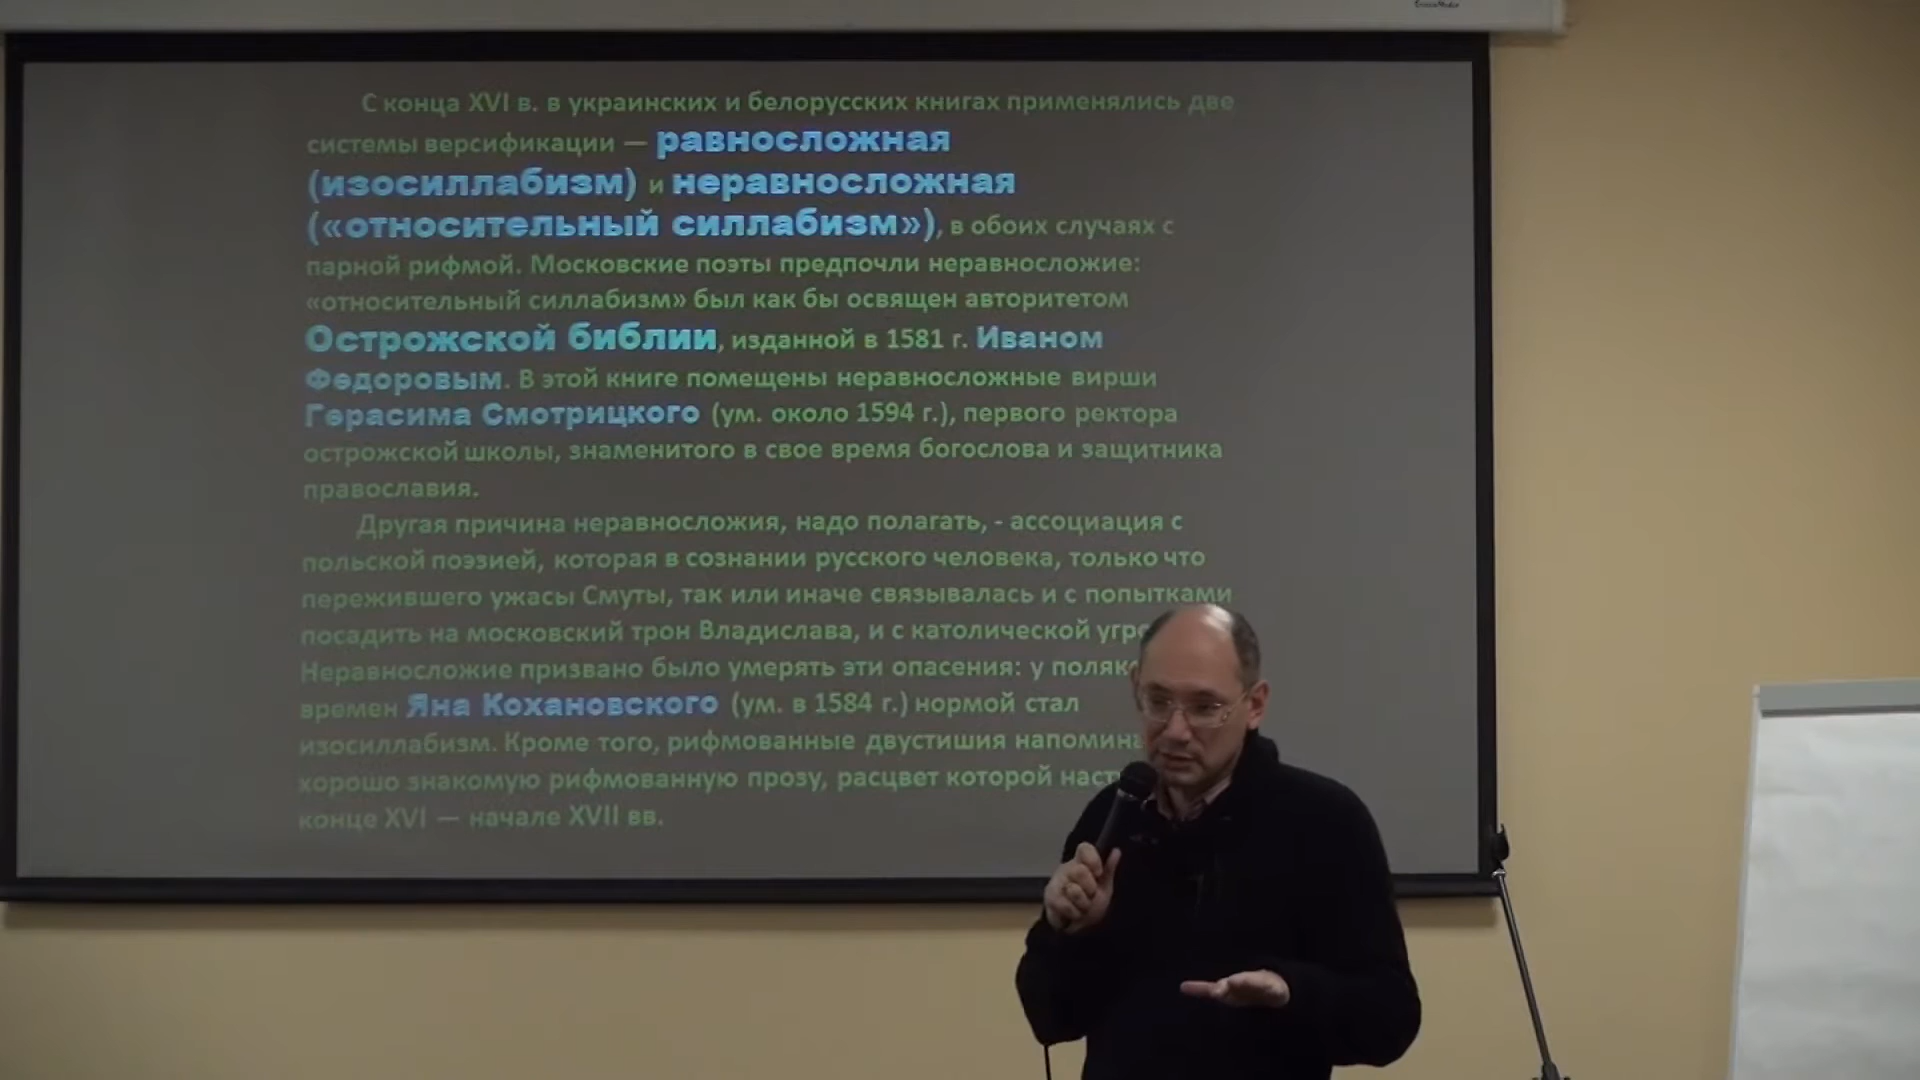 С конца XVI в. в украинских и белорусских книгах применялись две
системы версификации — равносложная
(изосиллабизм) и неравносложная
(«относительный силлабизм»), в обоих случаях с
парной рифмой. Московские поэты предпочли неравносложие:
«относительный силлабизм» был как бы освящен авторитетом
Острожской библии, изданной в 1581 г. Иваном
Федоровым. В этой книге помещены неравносложные вирши
Герасима Смотрицкого (ум. около 1594 г.), первого ректора
острожской школы, знаменитого в свое время богослова и защитника
православия.
Другая причина неравносложия, надо полагать, - ассоциация с
польской поэзией, которая в сознании русского человека, только что
пережившего ужасы Смуты, так или иначе связывалась и с попытками
посадить на московский трон Владислава, и с католической
Неравносложие призвано было умерять эти опасения: у
времен Яна Кохановского (ум. в 1584 г.) нормой стал
изосиллабизм. Кроме того, рифмованные двустишия
хорошо знакомую рифмованную прозу, расцвет которой
конце XVI — начале XVII вв.